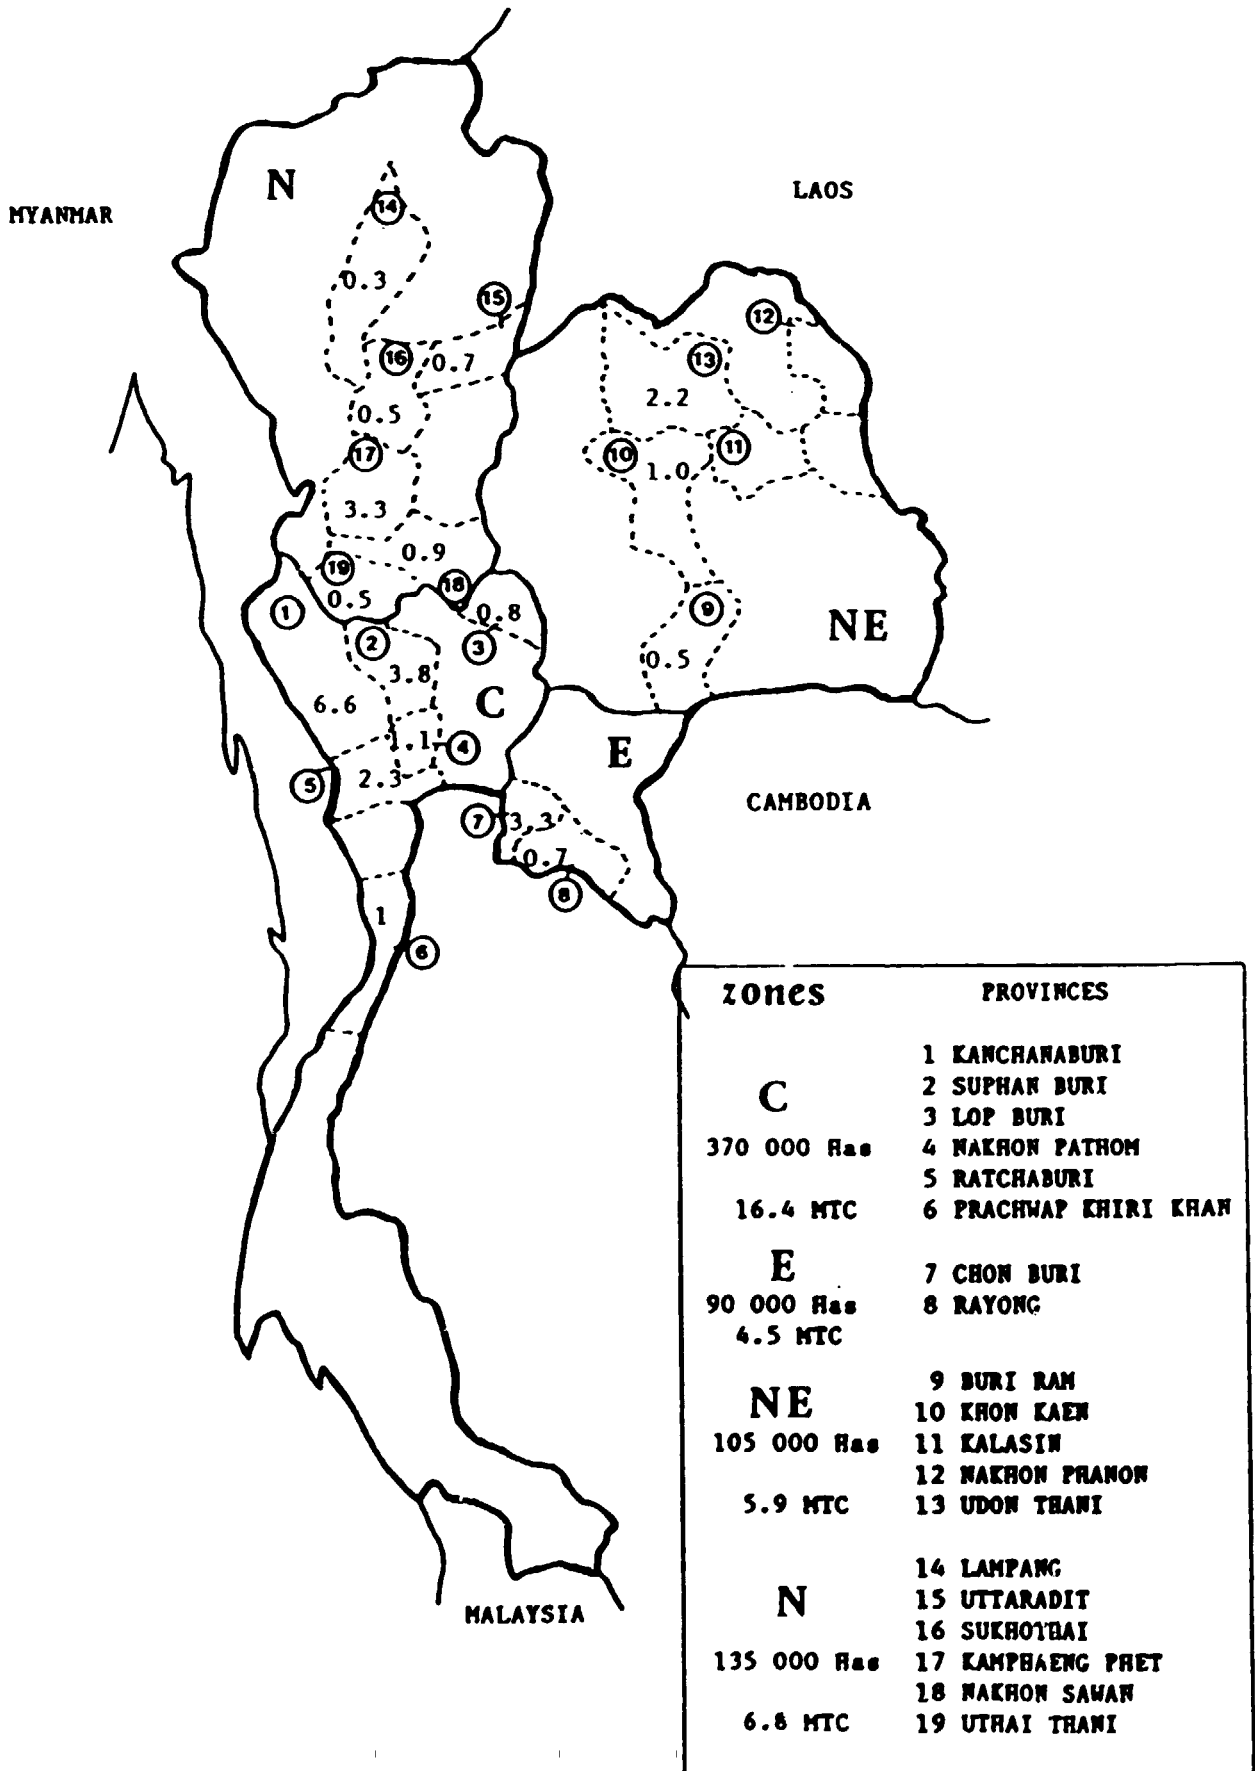 N
LAOS
MYANMAR
14
0.3
15
12
16
0.7
13
2.2
0.5
17
10
11
1.0
3.3
0.9
19
18
0.5
1
0.8
9
2
3
NE
3.8
0.5
6.6
C
1.1
4
E
2.3
5
CAMBODIA
7
3.3
0.7
8
1
6
zones PROVINCES
1 KANCHANABURI
C
2 SUPHAN BURI
3 LOP BURI
370 000 Has
4 NAKHON PATHOM
5 RATCHABURI
16.4 MTC
6 PRACHWAP KHIRI KHAN
E
7 CHON BURI
90 000 Has
8 RAYONG
4.5 MTC
9 BURI RAM
NE
10 KHON KAEN
105 000 Has
11 KALASIN
12 NAKHON PHANON
5.9 MTC
13 UDON THANI
14 LAMPANG
N
15 UTTARADIT
16 SUKHOTHAI
135 000 Has
17 KAMPHAENG PHET
18 NAKHON SAWAN
6.8 MTC
19 UTHAI THANI
MALAYSIA